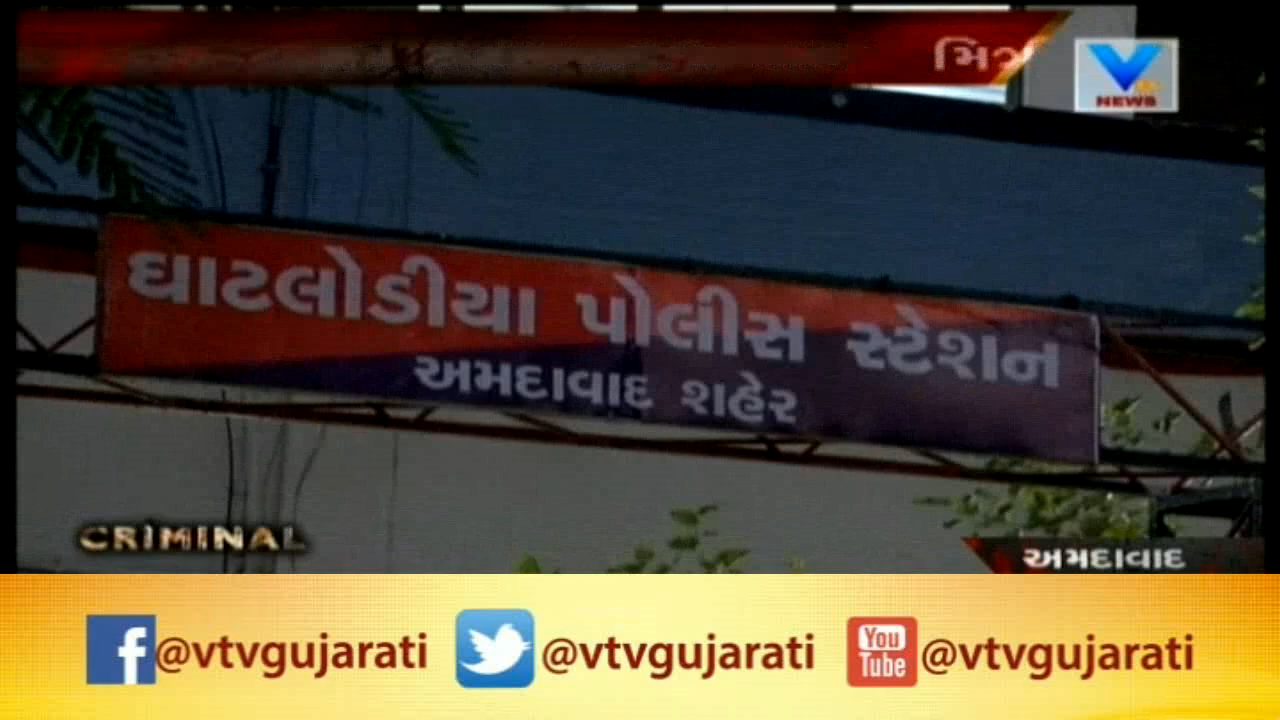 NEWS
ઘાટલોડીયા પોલીસ સ્ટેશન
અમદાવાદ શહેર
CRIMINAL
અમદાવાદ
@vtvgujarati @vtvgujarati You Tube @vtvgujarati